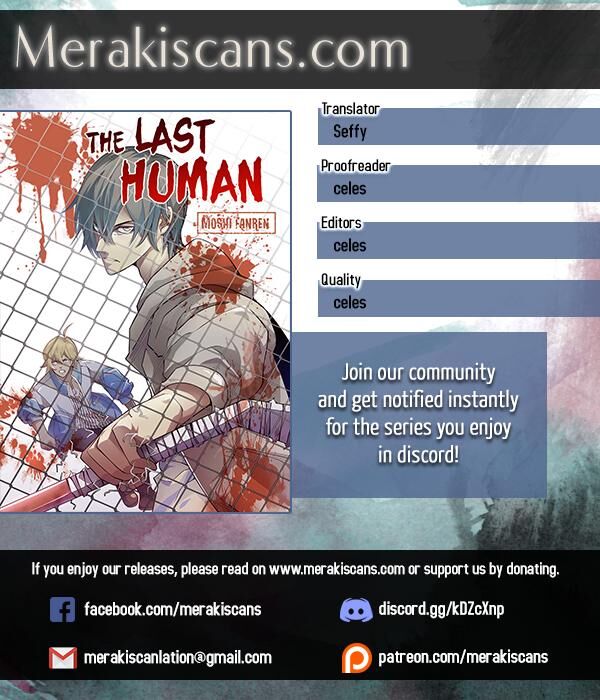 Merakiscans.com
THE LAST
HUMAN
MOSHI FANREN
Translator
Seffy
Proofreader
celes
Editors
celes
Quality
celes
Join our community
and get notified instantly
for the series you enjoy
in discord!
If you enjoy our releases, please read on www.merakiscans.com or support us by donating.
facebook.com/merakiscans
discord.gg/kDZcXnp
merakiscanlation@gmail.com
patreon.com/merakiscans